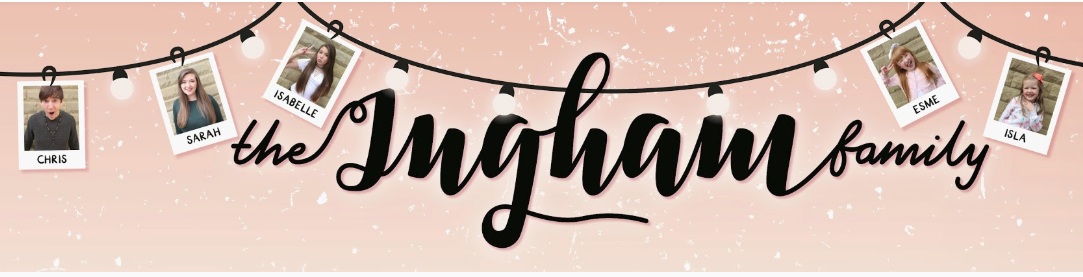 CHRIS
SARAH
ISABELLE
the Ingham family
ESME
ISLA